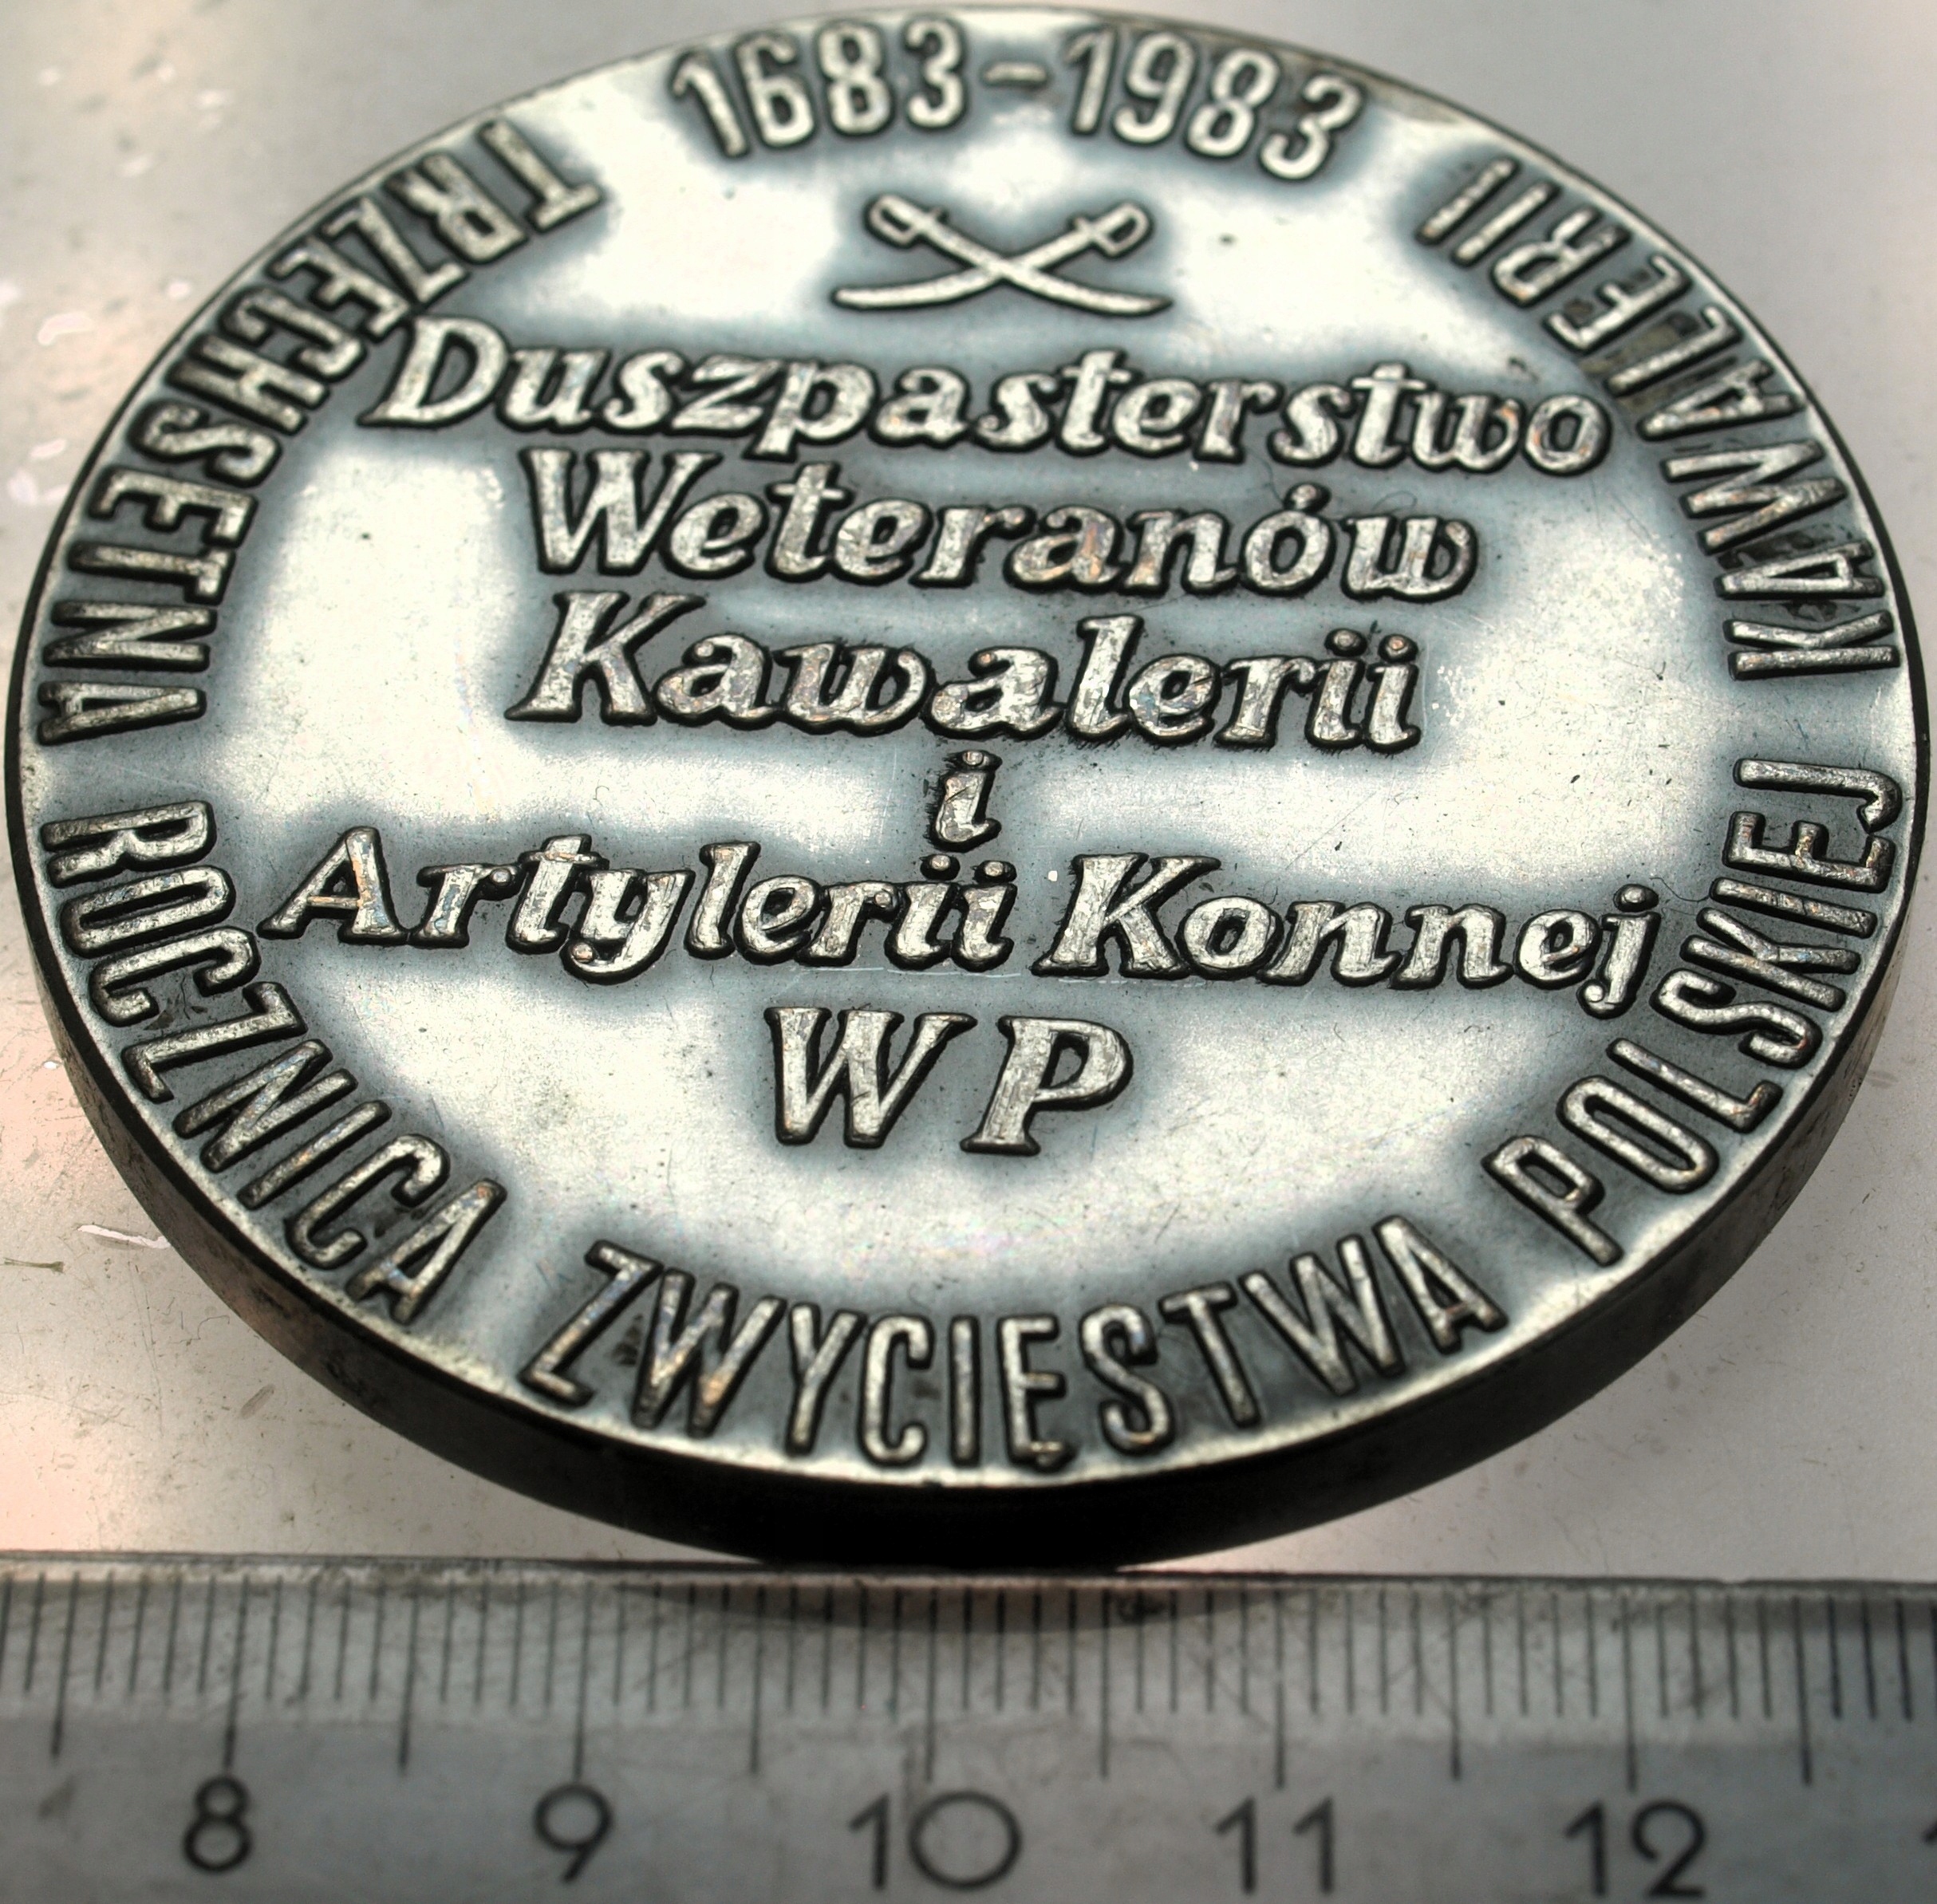 1683-1983
TRZECHSETNA ROCZNICA ZWYCIĘSTWA POLSKIEJ KAWALERII
Duszpasterstwo
Weteranów
Kawalerii
i
Artylerii Konnej
WP
8 9 10 11 12